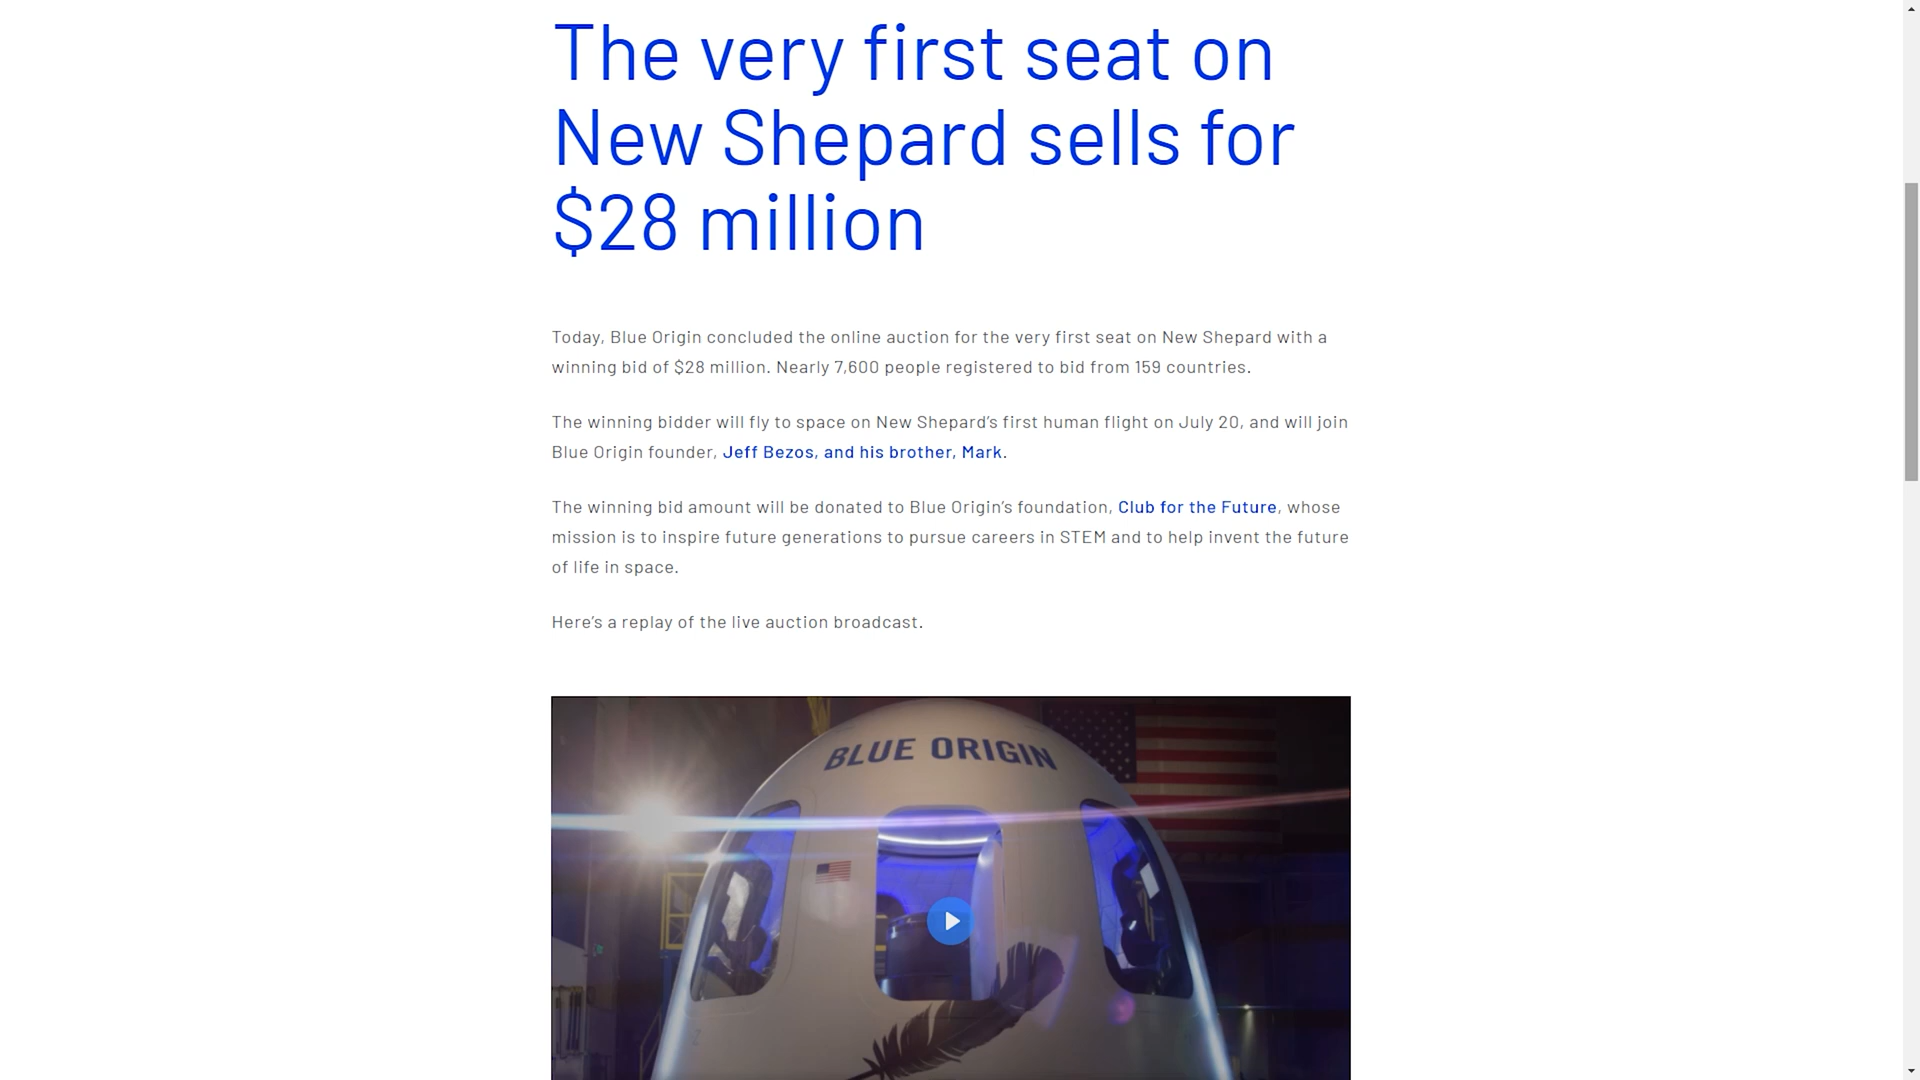 The very first seat on
New Shepard sells for
$28 million
Today, Blue Origin concluded the online auction for the very first seat on New Shepard with a
winning bid of $28 million. Nearly 7,600 people registered to bid from 159 countries.
The winning bidder will fly to space on New Shepard’s first human flight on July 20, and will join
Blue Origin founder, Jeff Bezos, and his brother, Mark.
The winning bid amount will be donated to Blue Origin’s foundation, Club for the Future, whose
mission is to inspire future generations to pursue careers in STEM and to help invent the future
of life in space.
Here’s a replay of the live auction broadcast.
BLUE ORIGIN